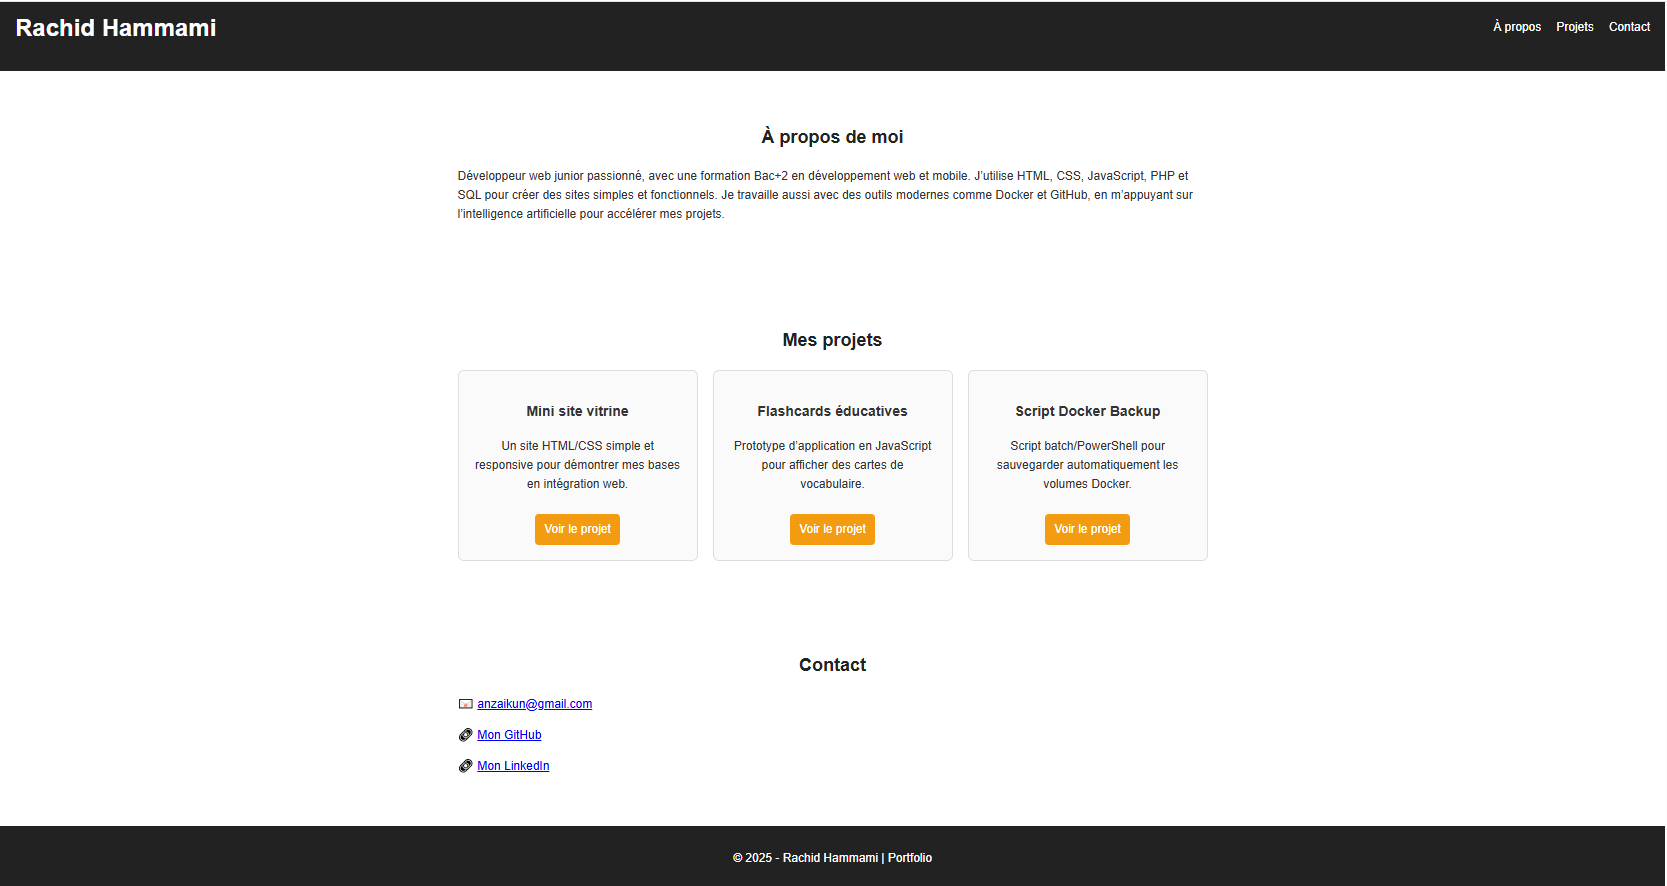 Rachid Hammami
À propos Projets Contact
À propos de moi
Développeur web junior passionné, avec une formation Bac+2 en développement web et mobile. J’utilise HTML, CSS, JavaScript, PHP et
SQL pour créer des sites simples et fonctionnels. Je travaille aussi avec des outils modernes comme Docker et GitHub, en m’appuyant sur
l’intelligence artificielle pour accélérer mes projets.
Mes projets
Mini site vitrine
Un site HTML/CSS simple et
responsive pour démontrer mes bases
en intégration web.
Voir le projet
Flashcards éducatives
Prototype d’application en JavaScript
pour afficher des cartes de
vocabulaire.
Voir le projet
Script Docker Backup
Script batch/PowerShell pour
sauvegarder automatiquement les
volumes Docker.
Voir le projet
Contact
anzaikun@gmail.com
Mon GitHub
Mon LinkedIn
© 2025 - Rachid Hammami | Portfolio